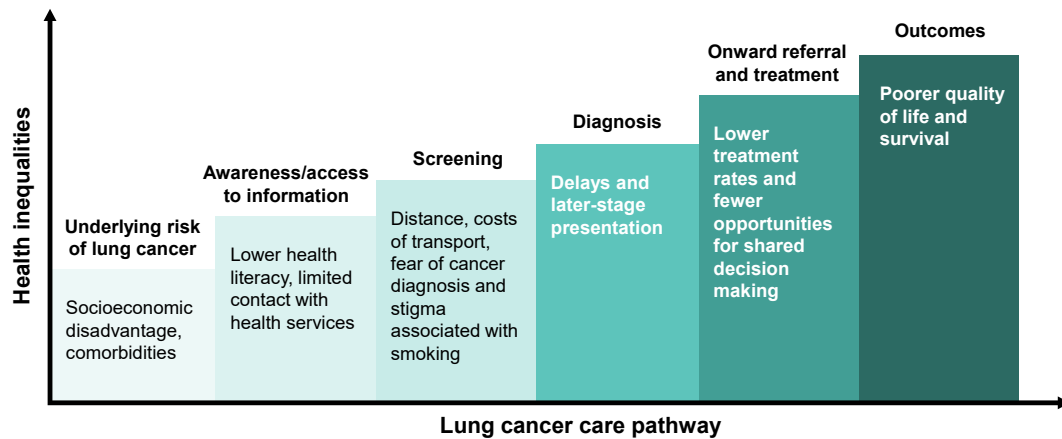 Health inequalities
Underlying risk
of lung cancer
Socioeconomic
disadvantage,
comorbidities
Awareness/access
to information
Lower health
literacy, limited
contact with
health services
Screening
Distance, costs
of transport,
fear of cancer
diagnosis and
stigma
associated with
smoking
Diagnosis
Delays and
later-stage
presentation
Onward referral
and treatment
Lower
treatment
rates and
fewer
opportunities
for shared
decision
making
Outcomes
Poorer quality
of life and
survival
Lung cancer care pathway